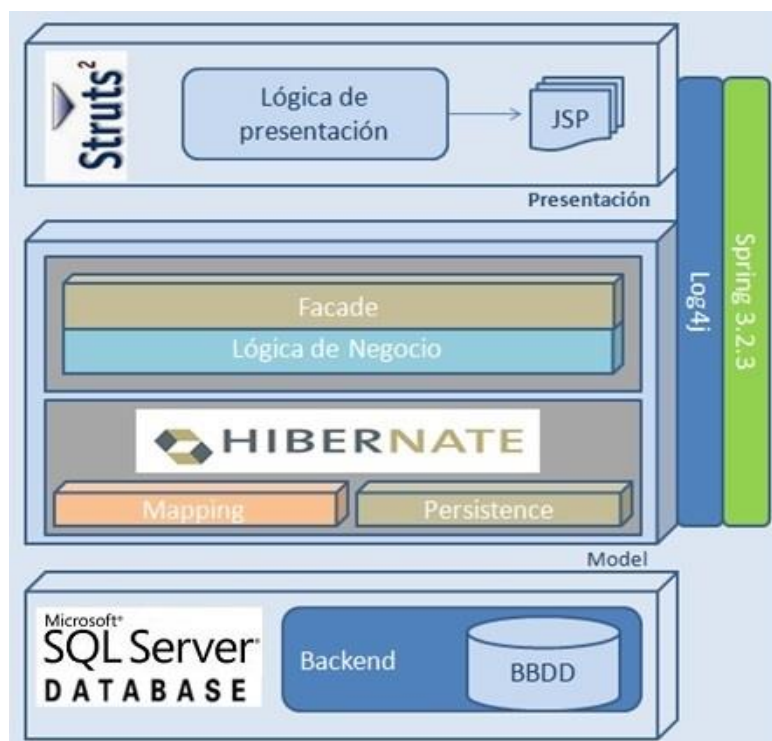 Struts²
Lógica de
presentación
JSP
Presentación
Facade
Lógica de Negocio
HIBERNATE
Mapping
Persistence
Model
Log4j
Spring 3.2.3
Microsoft®
SQL Server®
DATABASE
Backend
BBDD